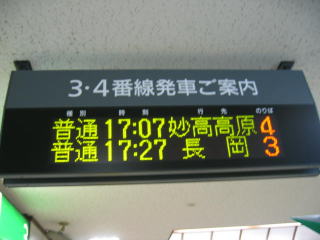 3・4番線発車ご案内
種別 時刻 行先 のりば
普通 17:07 妙高高原 4
普通 17:27 長岡 3